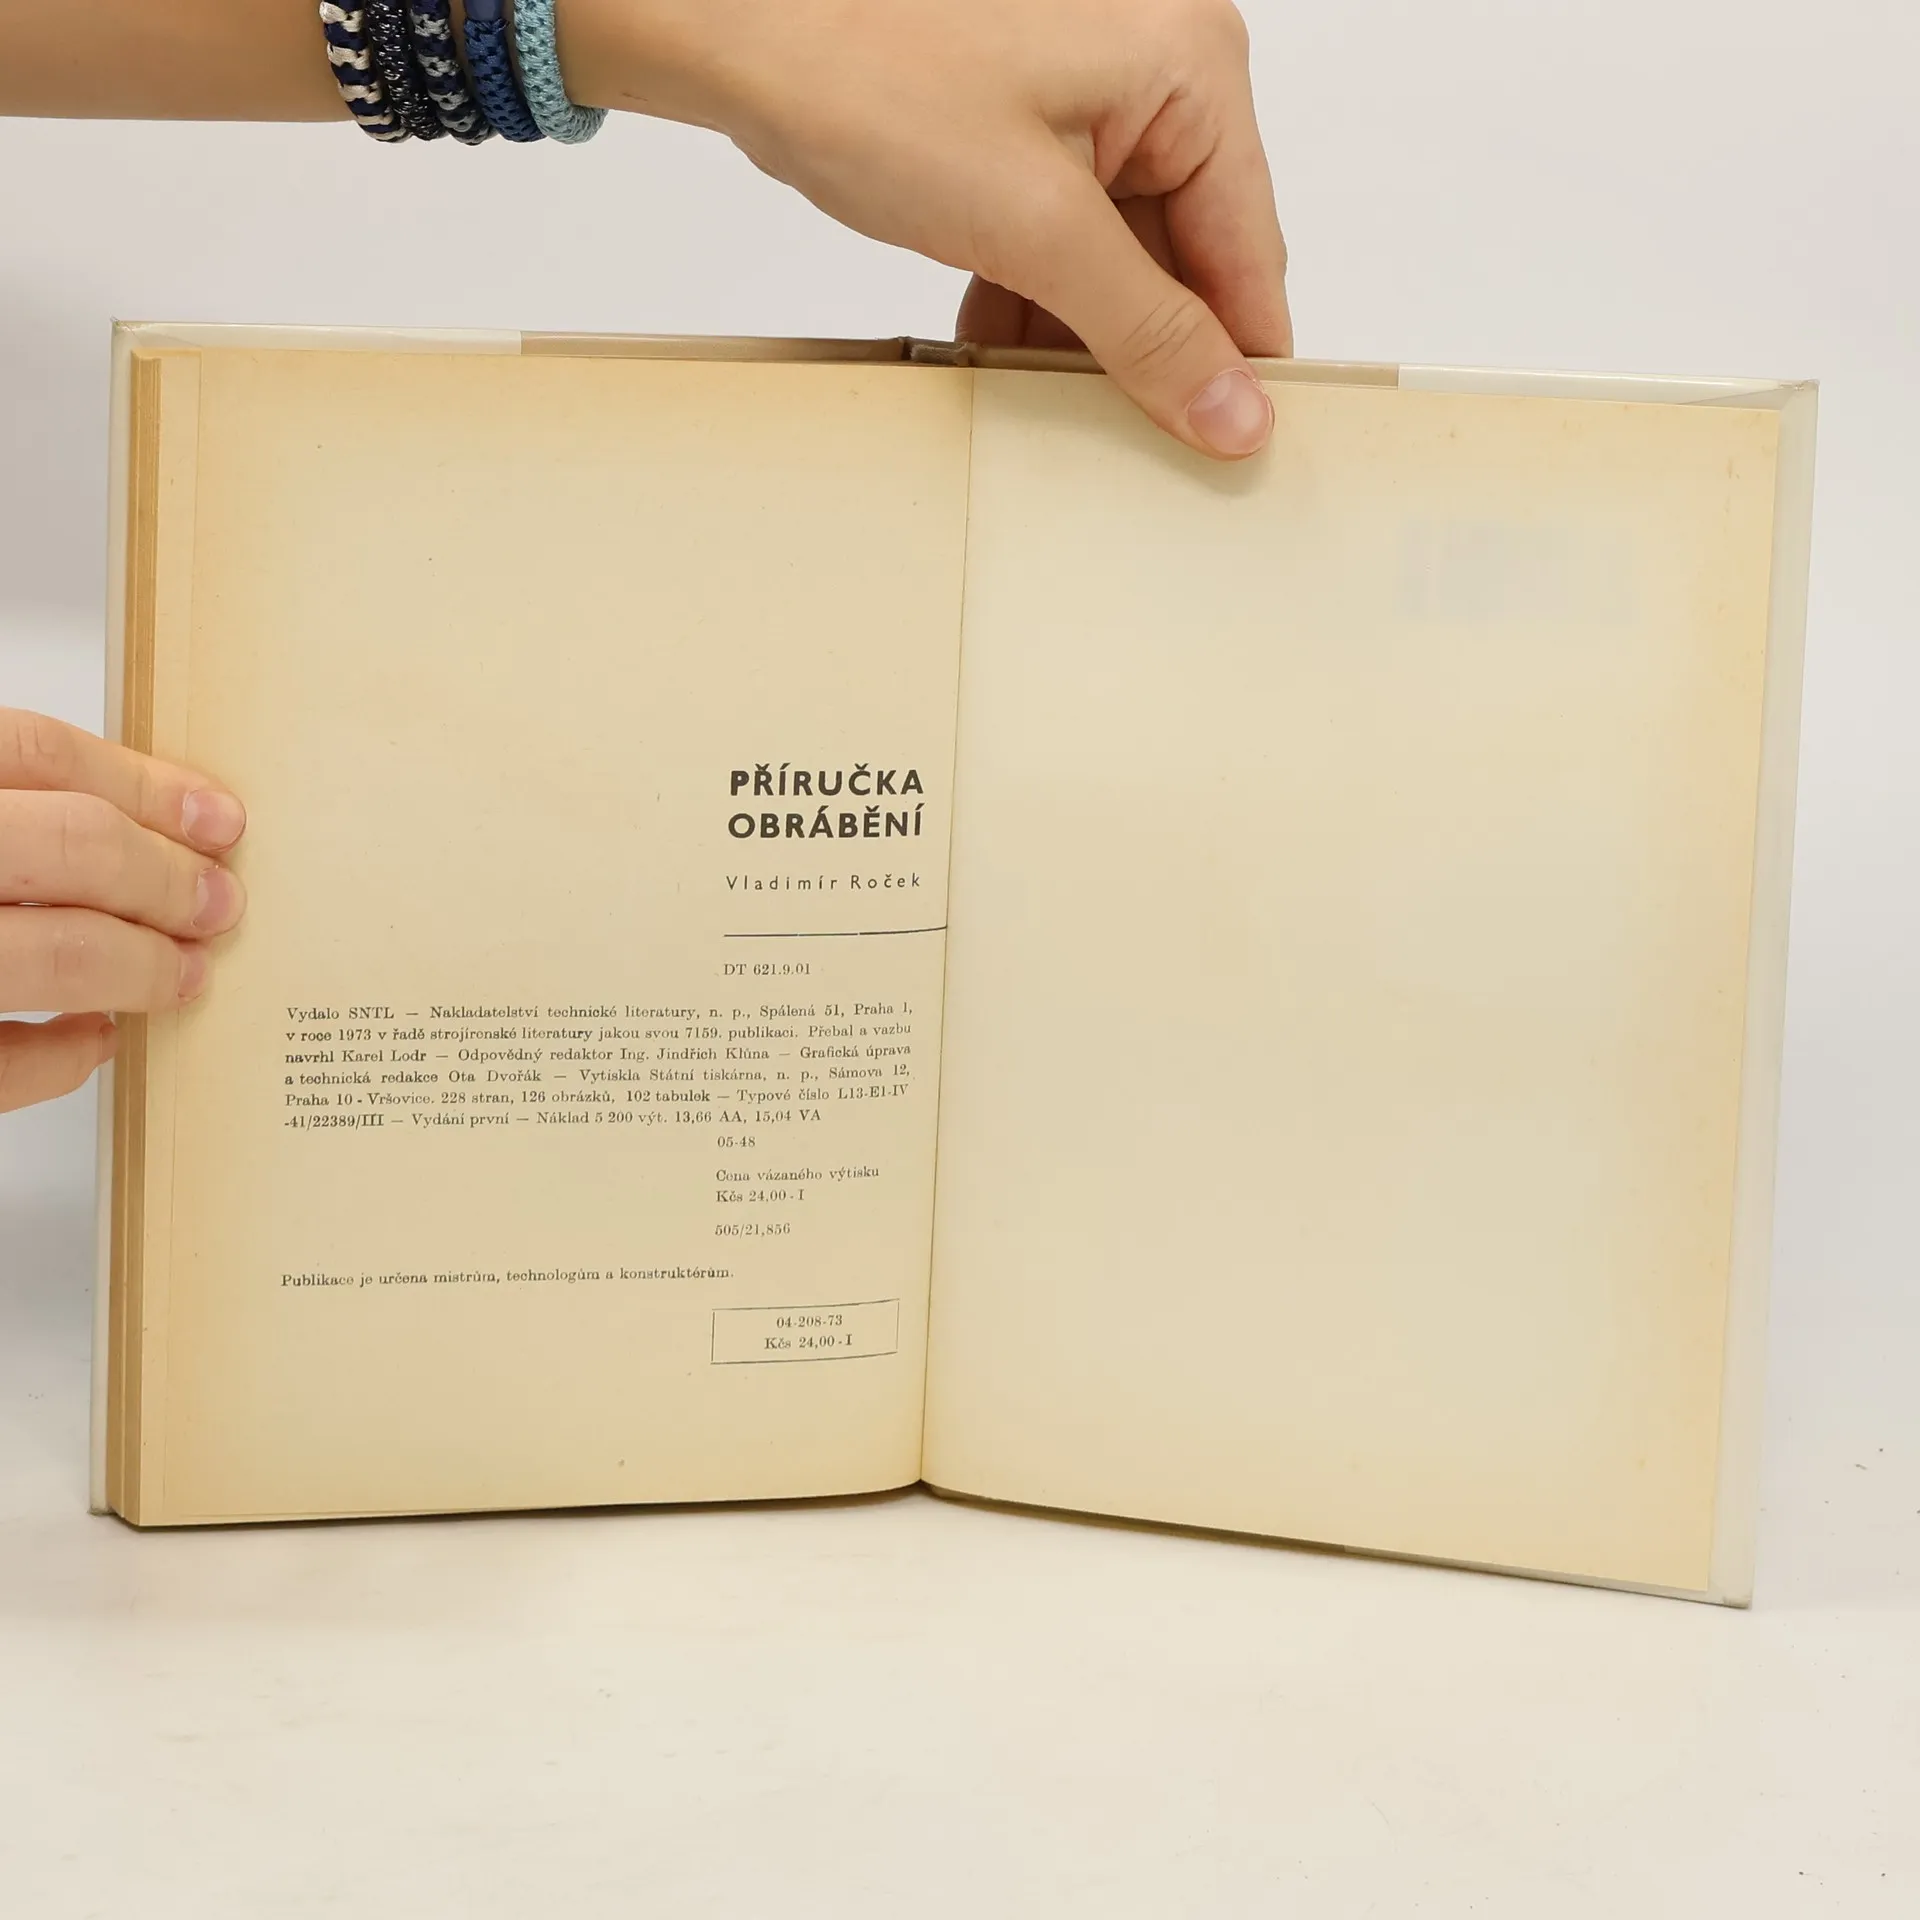 PŘÍRUČKA
OBRÁBĚNÍ
Vladimír Roček
DT 621.9.01
Vydalo SNTL — Nakladatelství technické literatury, n. p., Spálená 51, Praha 1,
v roce 1973 v řadě strojírenské literatury jakou svou 7159. publikaci. Přebal a vazbu
navrhl Karel Lodr — Odpovědný redaktor Ing. Jindřich Klůna — Grafická úprava
a technická redakce Ota Dvořák — Vytiskla Státní tiskárna, n. p., Sámova 12,
Praha 10 - Vršovice. 228 stran, 126 obrázků, 102 tabulek — Typové číslo L13-E1-IV
-41/22389/III — Vydání první — Náklad 5 200 výt. 13,66 AA, 15,04 VA
05-48
Cena vázaného výtisku
Kčs 24,00 - I
505/21,856
Publikace je určena mistrům, technologům a konstruktérům.
04-208-73
Kčs 24,00 - I